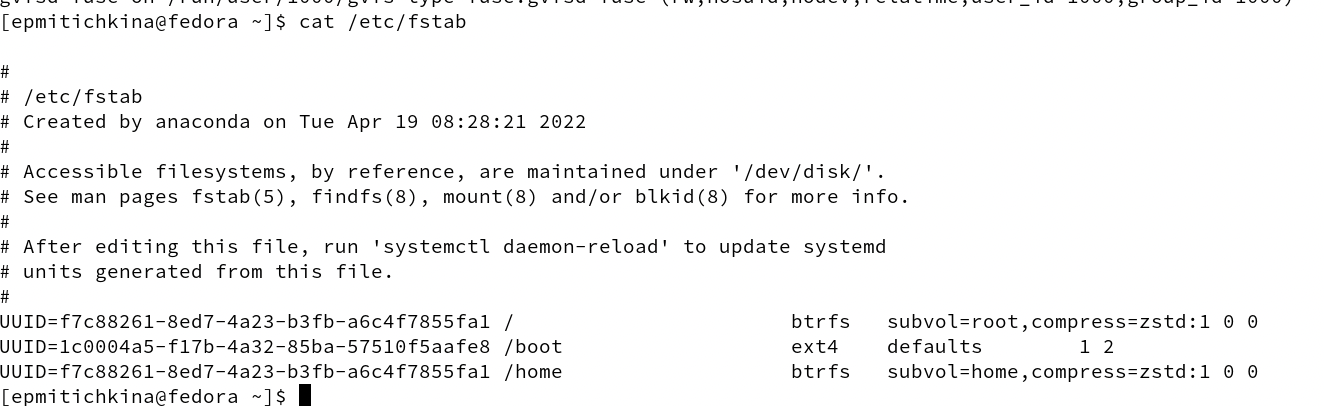 [epmitichkina@fedora ~]$ cat /etc/fstab
#
# /etc/fstab
# Created by anaconda on Tue Apr 19 08:28:21 2022
#
# Accessible filesystems, by reference, are maintained under '/dev/disk/'.
# See man pages fstab(5), findfs(8), mount(8) and/or blkid(8) for more info.
#
# After editing this file, run 'systemctl daemon-reload' to update systemd
# units generated from this file.
#
UUID=f7c88261-8ed7-4a23-b3fb-a6c4f7855fa1 /                       btrfs   subvol=root,compress=zstd:1 0 0
UUID=1c0004a5-f17b-4a32-85ba-57510f5aafe8 /boot                   ext4    defaults        1 2
UUID=f7c88261-8ed7-4a23-b3fb-a6c4f7855fa1 /home                   btrfs   subvol=home,compress=zstd:1 0 0
[epmitichkina@fedora ~]$